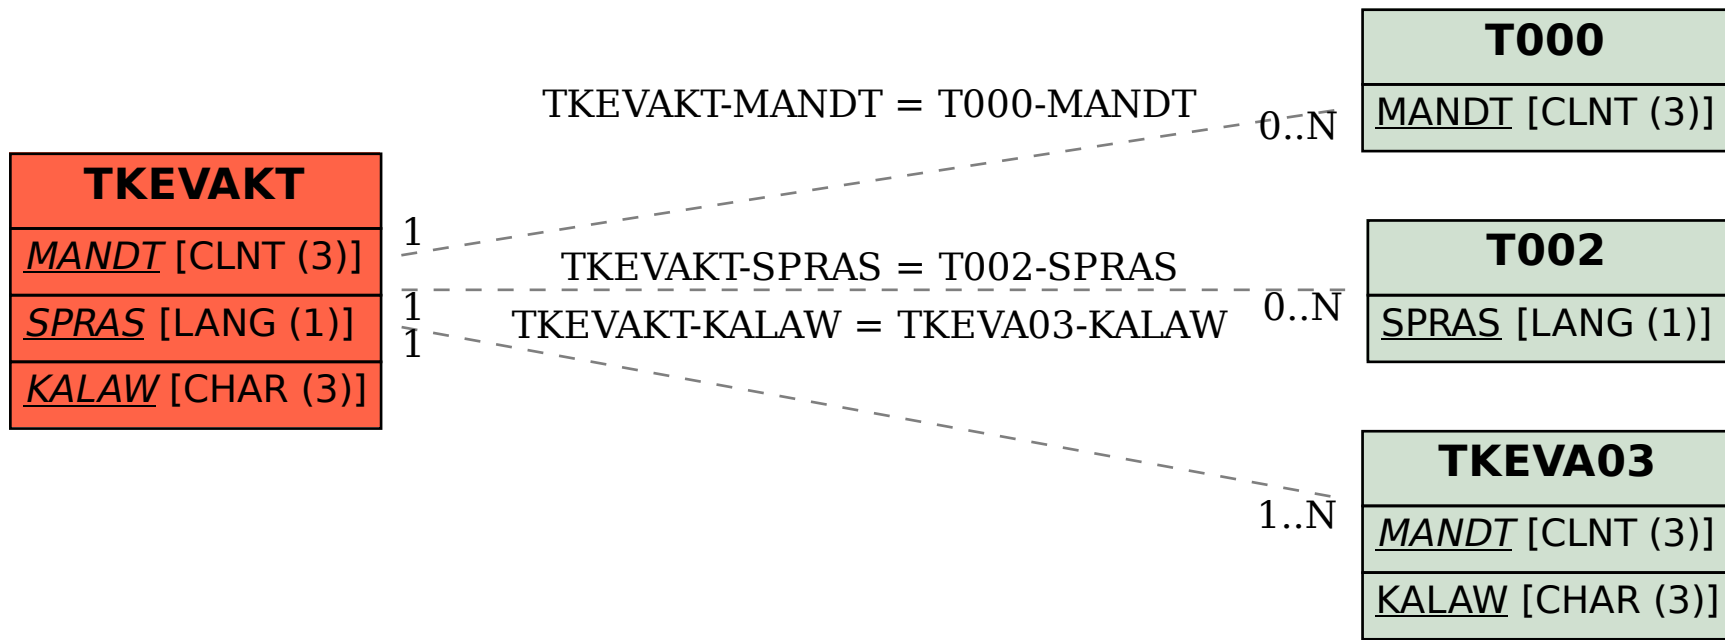 TKEVAKT
MANDT [CLNT (3)]
SPRAS [LANG (1)]
KALAW [CHAR (3)]
TKEVAKT-MANDT = T000-MANDT
1
0..N
TKEVAKT-SPRAS = T002-SPRAS
1
0..N
TKEVAKT-KALAW = TKEVA03-KALAW
1
1..N
T000
MANDT [CLNT (3)]
T002
SPRAS [LANG (1)]
TKEVA03
MANDT [CLNT (3)]
KALAW [CHAR (3)]